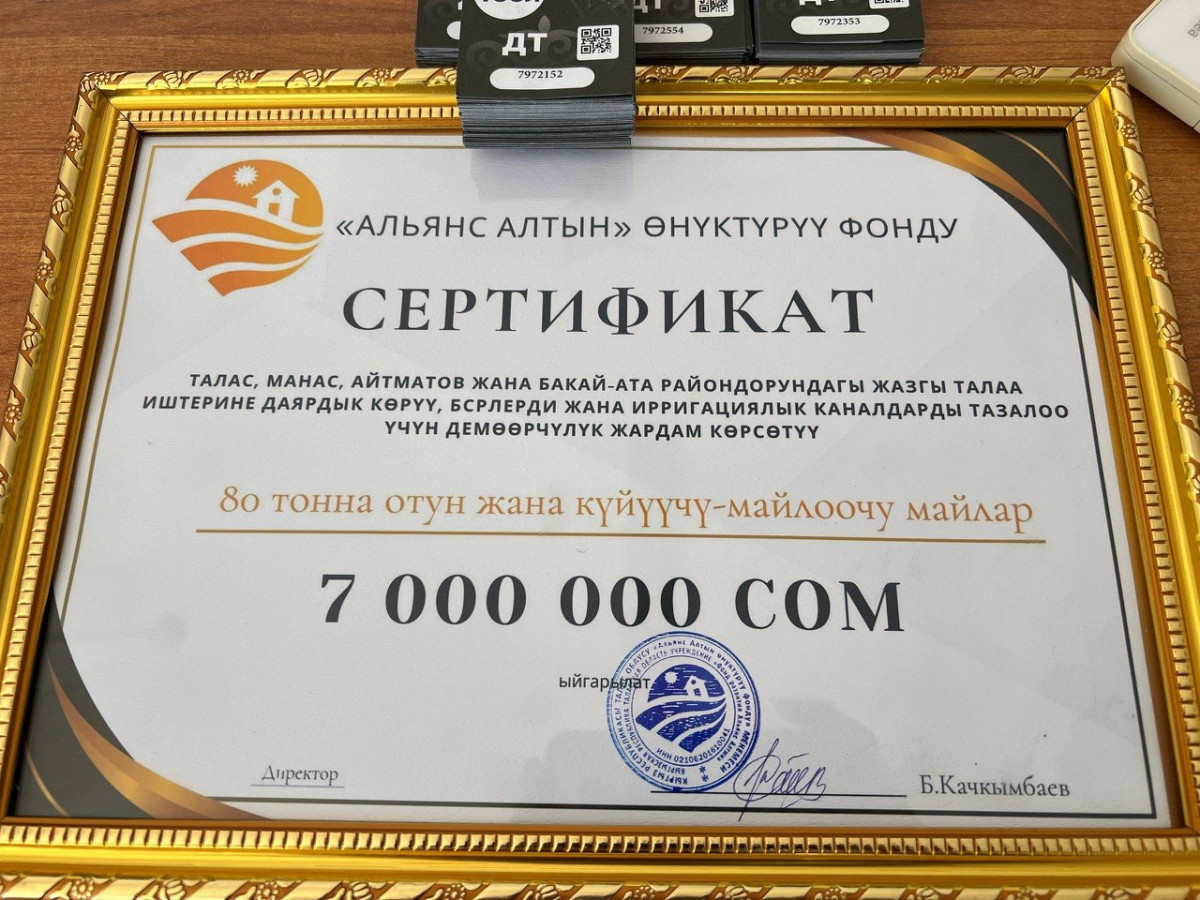 ДТ
7972152
7972554
7972353
«АЛЬЯНС АЛТЫН» ӨНҮКТҮРҮҮ ФОНДУ
СЕРТИФИКАТ
ТАЛАС, МАНАС, АЙТМАТОВ ЖАНА БАКАЙ-АТА РАЙОНДОРУНДАГЫ ЖАЗГЫ ТАЛАА
ИШТЕРИНЕ ДАЯРДЫК КӨРҮҮ, БСРЛЕРДИ ЖАНА ИРРИГАЦИЯЛЫК КАНАЛДАРДЫ ТАЗАЛОО
ҮЧҮН ДЕМӨӨРЧҮЛҮК ЖАРДАМ КӨРСӨТҮҮ
80 тонна отун жана күйүүчү-майлоочу майлар
7 000 000 СОМ
ыйгарылат
Директор
Б.Качкымбаев